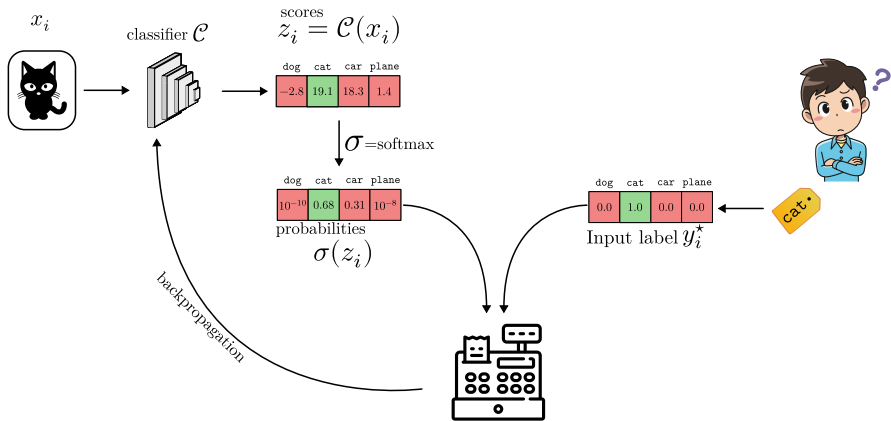 x_i
classifier C
scores
z_i = C(x_i)
dog cat car plane
−2.8 19.1 18.3 1.4
σ=softmax
dog cat car plane
10^{−10} 0.68 0.31 10^{−8}
probabilities
σ(z_i)
?
dog cat car plane
0.0 1.0 0.0 0.0
Input label y_i^⋆
cat
backpropagation